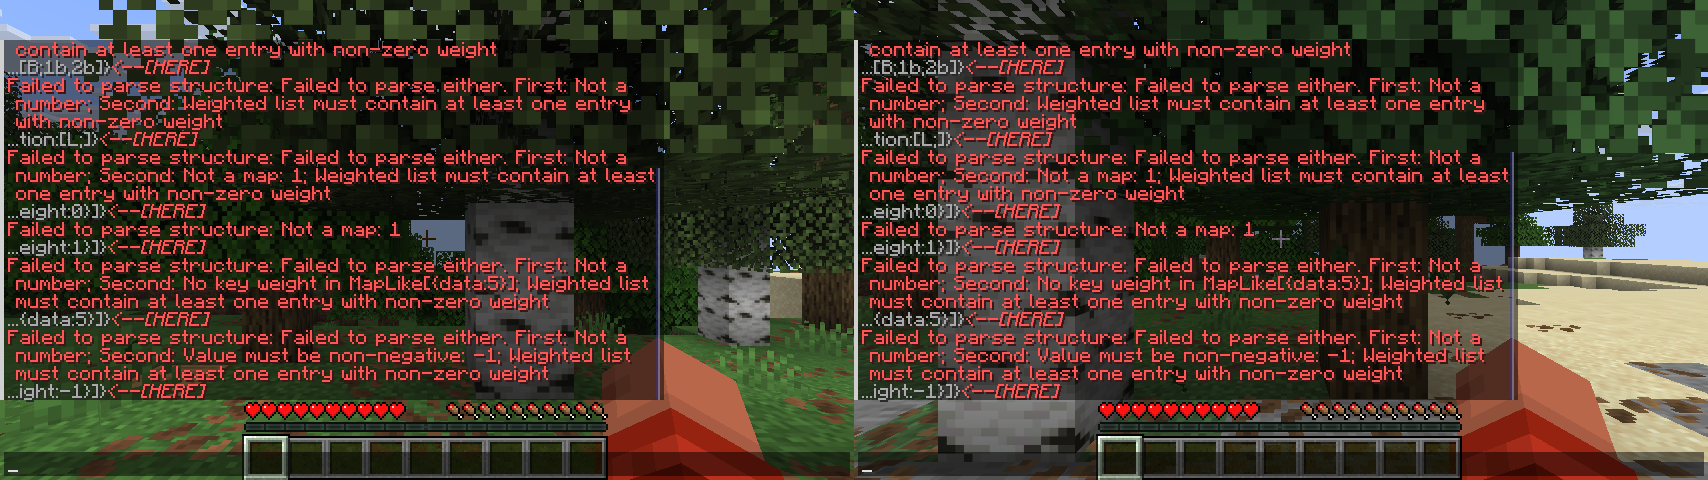 contain at least one entry with non-zero weight
...[B;1b,2b]}<--[HERE]
Failed to parse structure: Failed to parse either. First: Not a
number; Second: Weighted list must contain at least one entry
with non-zero weight
...tion:[L;]}<--[HERE]
Failed to parse structure: Failed to parse either. First: Not a
number; Second: Not a map: 1; Weighted list must contain at least
one entry with non-zero weight
...eight:0}]}<--[HERE]
Failed to parse structure: Not a map: 1
...eight:1}]}<--[HERE]
Failed to parse structure: Failed to parse either. First: Not a
number; Second: No key weight in MapLike[{data:5}]; Weighted list
must contain at least one entry with non-zero weight
...{data:5}]}<--[HERE]
Failed to parse structure: Failed to parse either. First: Not a
number; Second: Value must be non-negative: -1; Weighted list
must contain at least one entry with non-zero weight
...ight:-1}]}<--[HERE]
_
contain at least one entry with non-zero weight
...[B;1b,2b]}<--[HERE]
Failed to parse structure: Failed to parse either. First: Not a
number; Second: Weighted list must contain at least one entry
with non-zero weight
...tion:[L;]}<--[HERE]
Failed to parse structure: Failed to parse either. First: Not a
number; Second: Not a map: 1; Weighted list must contain at least
one entry with non-zero weight
...eight:0}]}<--[HERE]
Failed to parse structure: Not a map: 1
...eight:1}]}<--[HERE]
Failed to parse structure: Failed to parse either. First: Not a
number; Second: No key weight in MapLike[{data:5}]; Weighted list
must contain at least one entry with non-zero weight
...{data:5}]}<--[HERE]
Failed to parse structure: Failed to parse either. First: Not a
number; Second: Value must be non-negative: -1; Weighted list
must contain at least one entry with non-zero weight
...ight:-1}]}<--[HERE]
_